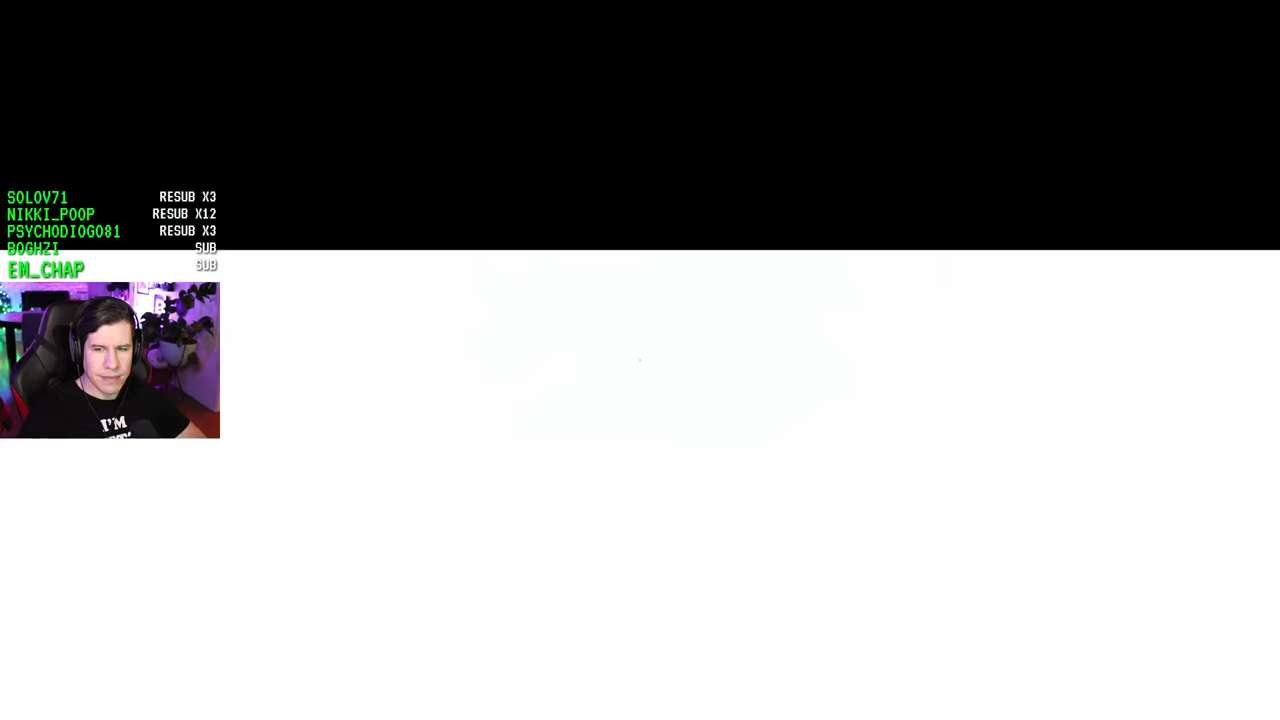 SOLOV71 RESUB X3
NIKKI_POOP RESUB X12
PSYCHODIOGO81 RESUB X3
BOGHZI SUB
EM_CHAP SUB
I'M